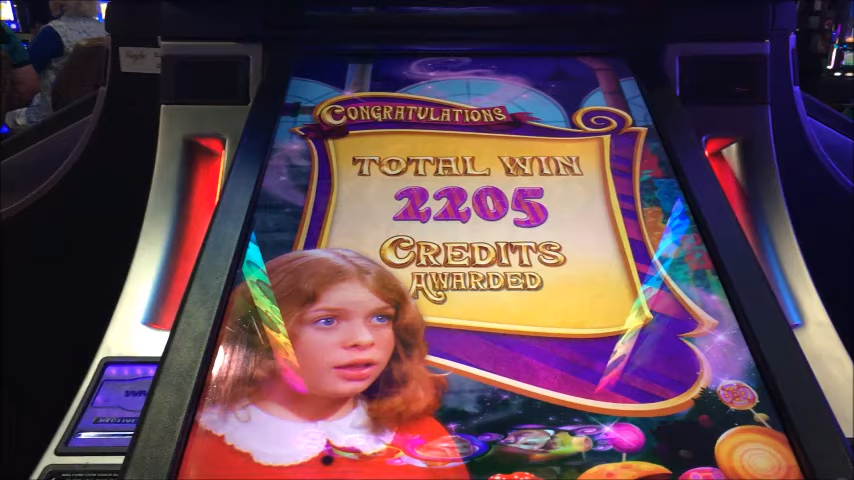 CONGRATULATIONS
TOTAL WIN
2205
CREDITS
AWARDED